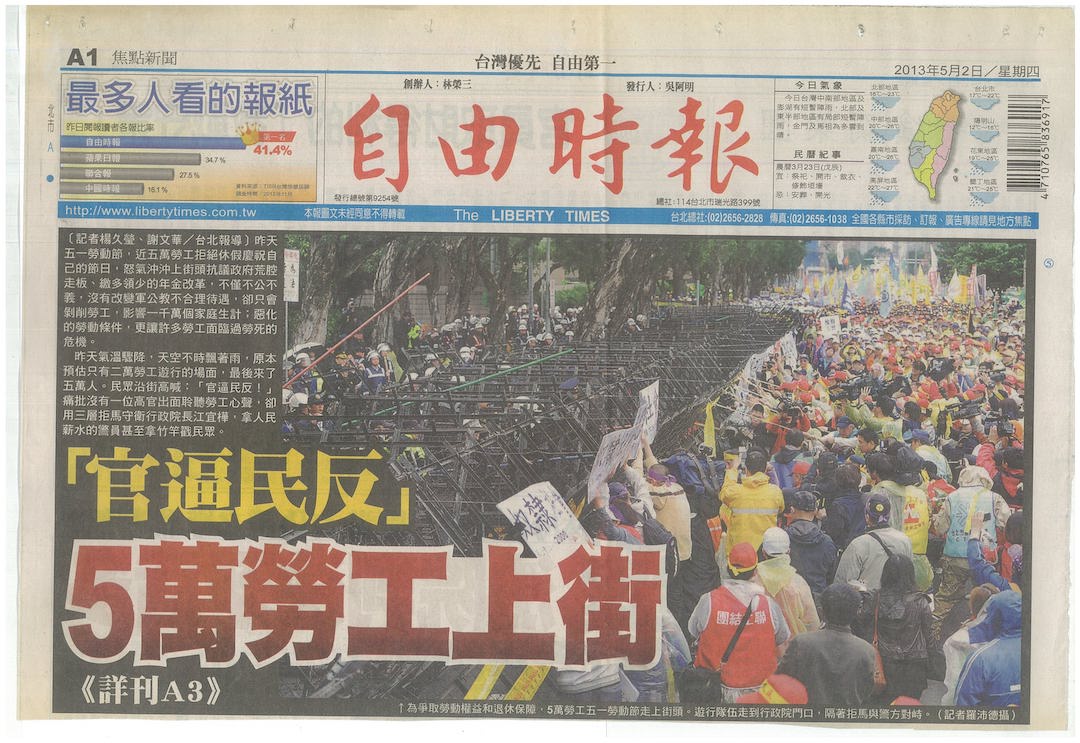 A1 焦點新聞
台灣優先 自由第一
2013年5月2日／星期四
北市 A
最多人看的報紙
昨日閱報讀者各報比率
自由時報
第一名
41.4%
蘋果日報 34.7%
聯合報 27.5%
中國時報 16.1%
創辦人：林榮三
發行人：吳阿明
自由時報
發行總號第9254號
總社：114台北市瑞光路399號
今日氣象
今日台灣中南部地區及
澎湖有短暫陣雨，北部及
東半部地區有局部短暫陣
雨，金門及馬祖為多雲到
晴。
民曆紀事
農曆3月23日(戊辰)
宜：祭祀、開市、飲衣、
修飾垣墻
忌：安葬、開光
北部地區
中部地區
嘉南地區
高屏地區
台北市
陽明山
花東地區
墾丁地區
4 710765 836917
http://www.libertytimes.com.tw
本報圖文未經同意不得轉載
The LIBERTY TIMES
台北總社:(02)2656-2828 傳真:(02)2656-1038 全國各縣市採訪、訂報、廣告專線請見地方焦點
〔記者楊久瑩、謝文華／台北報導〕昨天
五一勞動節，近五萬勞工拒絕休假慶祝自
己的節日，怒氣沖沖上街頭抗議政府荒腔
走板、繳多領少的年金改革，不僅不公不
義，沒有改變軍公教不合理待遇，卻只會
剝削勞工，影響一千萬個家庭生計；惡化
的勞動條件，更讓許多勞工面臨過勞死的
危機。
昨天氣溫驟降，天空不時飄著雨，原本
預估只有二萬勞工遊行的場面，最後來了
五萬人。民眾沿街高喊：「官逼民反！」
痛批沒有一位高官出面聆聽勞工心聲，卻
用三層拒馬守衛行政院長江宜樺，拿人民
薪水的警員甚至拿竹竿戳民眾。
「官逼民反」
5萬勞工上街
《詳刊A3》
奴隸
團結工聯
↑為爭取勞動權益和退休保障，5萬勞工五一勞動節走上街頭。遊行隊伍走到行政院門口，隔著拒馬與警方對峙。（記者羅沛德攝）